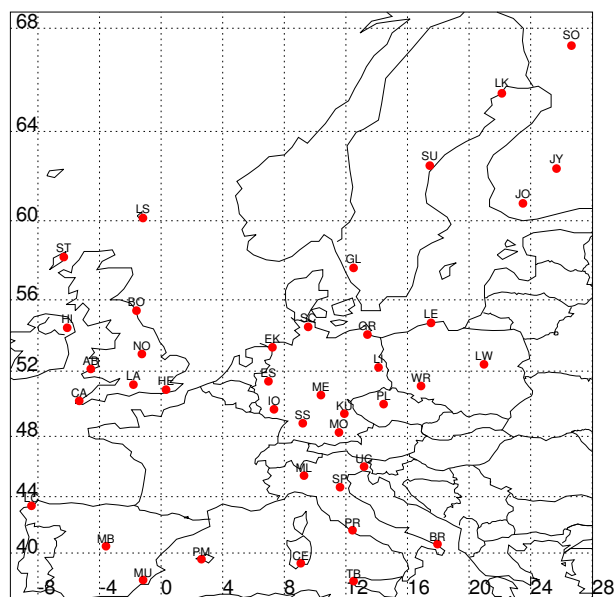 68
SO
LK
64
SU
JY
JO
LS
60
ST
GL
56
BO
HI
SC
GR
LE
NO
EK
AB
52
LI
LW
LA
HE
ES
WR
CA
IO
ME
KU
PL
SS
MO
48
UG
ML
SP
44
LC
PR
BR
MB
40
PM
CE
MU
TR
-8
-4
0
4
8
12
16
20
24
28